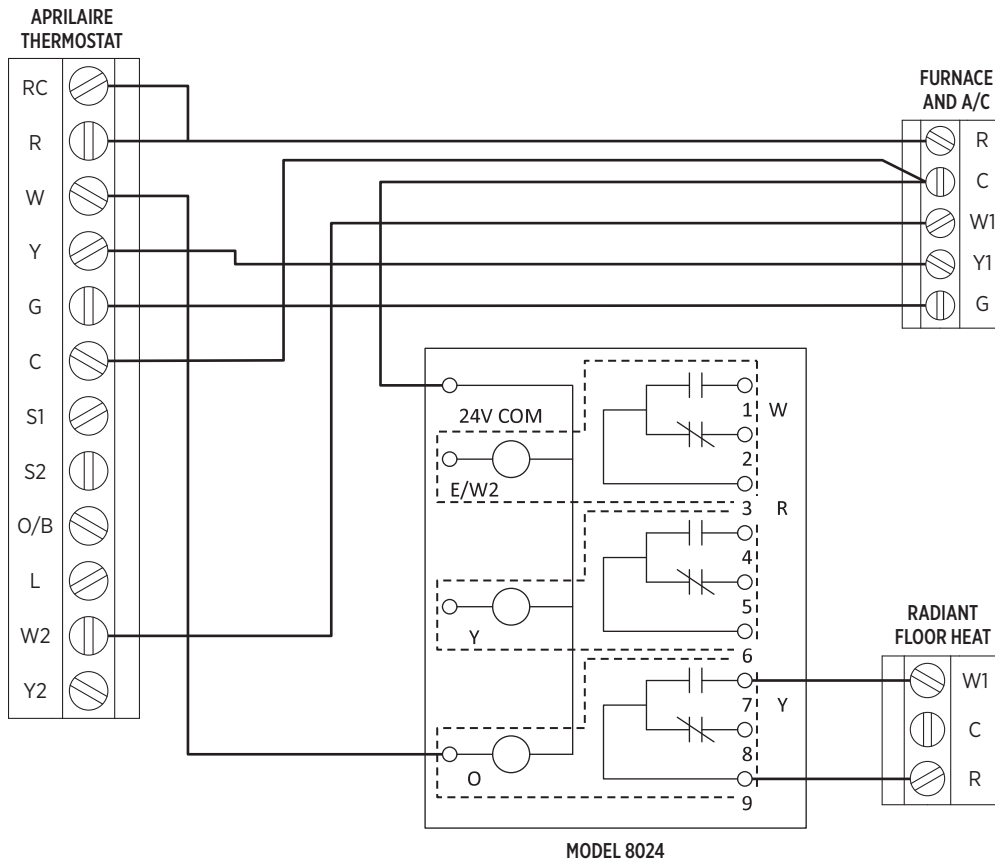 APRILAIRE
THERMOSTAT
RC
R
W
Y
G
C
S1
S2
O/B
L
W2
Y2
FURNACE
AND A/C
R
C
W1
Y1
G
24V COM
E/W2
Y
O
1 W
2
3 R
4
5
6
7 Y
8
9
MODEL 8024
RADIANT
FLOOR HEAT
W1
C
R